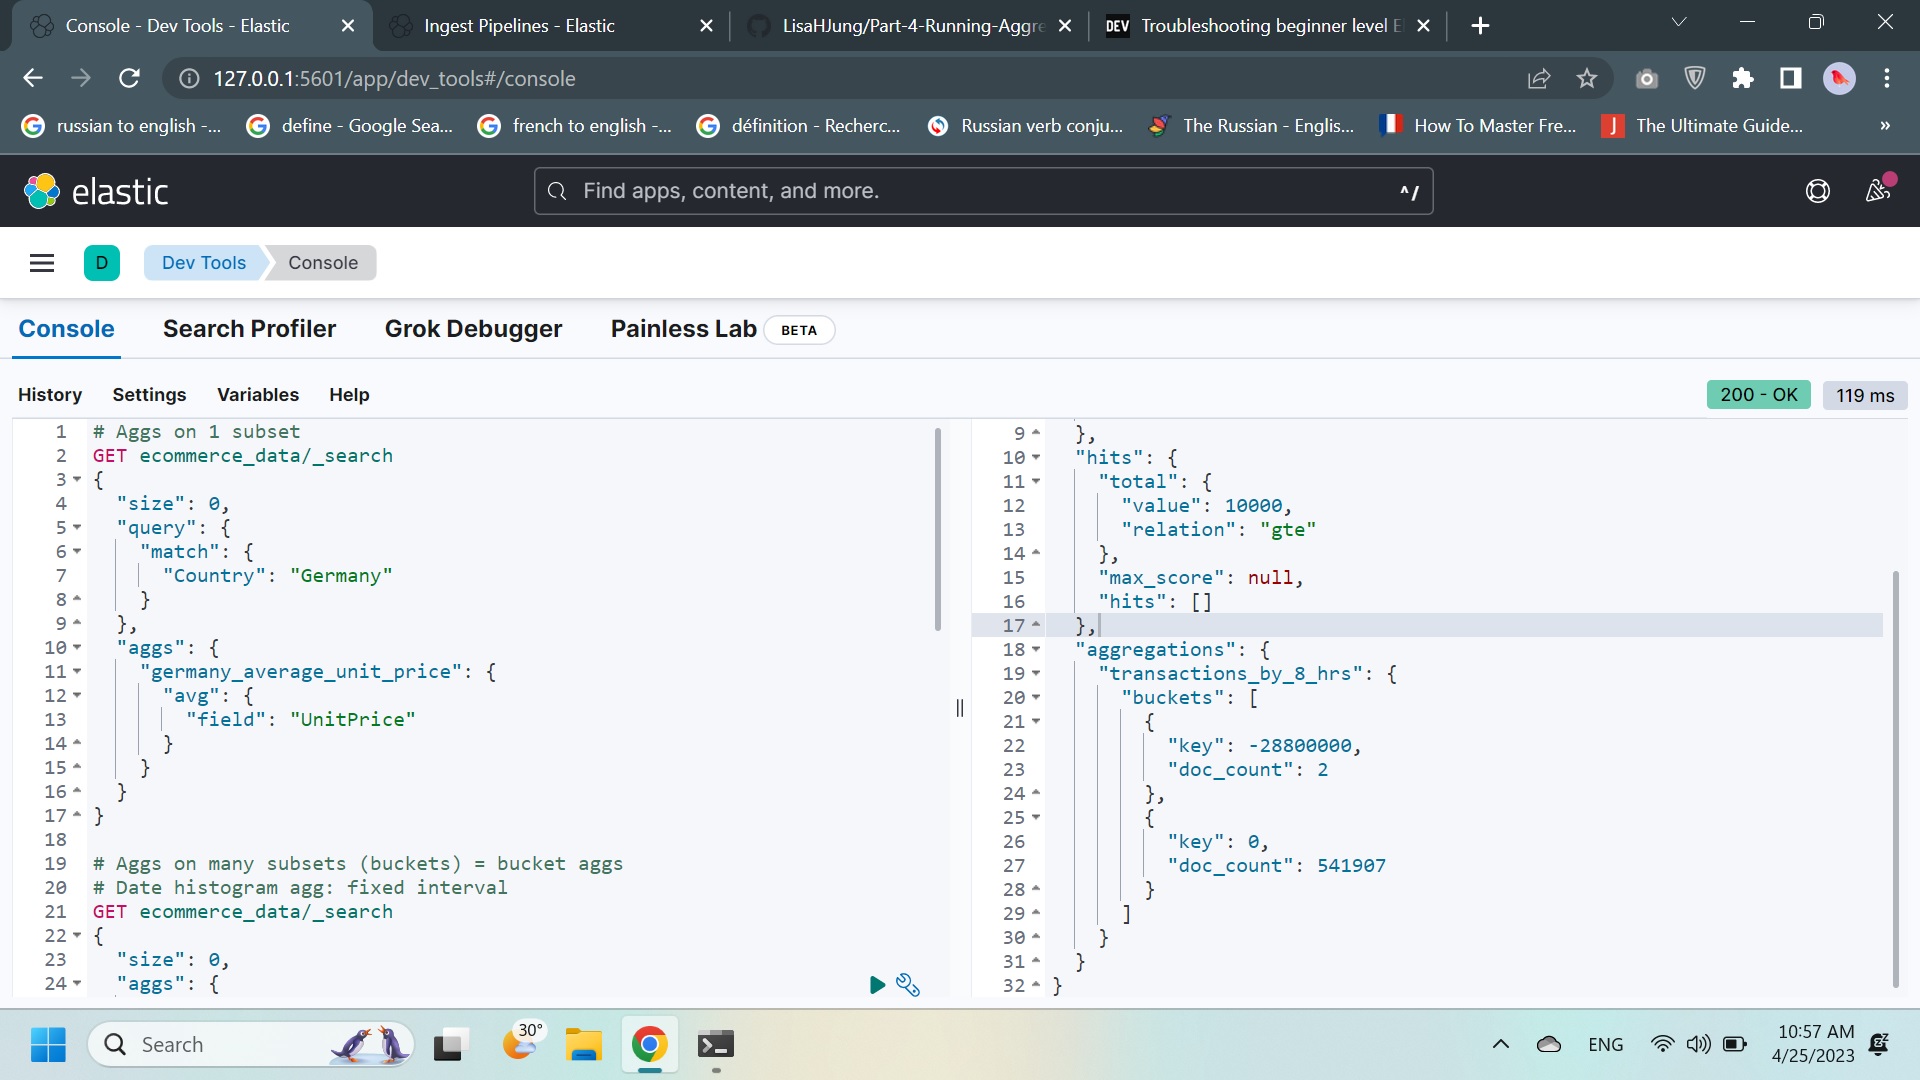 Console - Dev Tools - Elastic
Ingest Pipelines - Elastic
LisaHJung/Part-4-Running-Aggre
DEV Troubleshooting beginner level El
127.0.0.1:5601/app/dev_tools#/console
russian to english -...
define - Google Sea...
french to english -...
définition - Recherc...
Russian verb conju...
The Russian - Englis...
How To Master Fre...
J The Ultimate Guide...
»
elastic
Find apps, content, and more.
^/
D
Dev Tools
Console
Console
Search Profiler
Grok Debugger
Painless Lab
BETA
History
Settings
Variables
Help
200 - OK
119 ms
1 # Aggs on 1 subset
2 GET ecommerce_data/_search
3 {
4 "size": 0,
5 "query": {
6 "match": {
7 "Country": "Germany"
8 }
9 },
10 "aggs": {
11 "germany_average_unit_price": {
12 "avg": {
13 "field": "UnitPrice"
14 }
15 }
16 }
17 }
18
19 # Aggs on many subsets (buckets) = bucket aggs
20 # Date histogram agg: fixed interval
21 GET ecommerce_data/_search
22 {
23 "size": 0,
24 "aggs": {
9 },
10 "hits": {
11 "total": {
12 "value": 10000,
13 "relation": "gte"
14 },
15 "max_score": null,
16 "hits": []
17 },
18 "aggregations": {
19 "transactions_by_8_hrs": {
20 "buckets": [
21 {
22 "key": -28800000,
23 "doc_count": 2
24 },
25 {
26 "key": 0,
27 "doc_count": 541907
28 }
29 ]
30 }
31 }
32 }
Search
30°
ENG
10:57 AM
4/25/2023